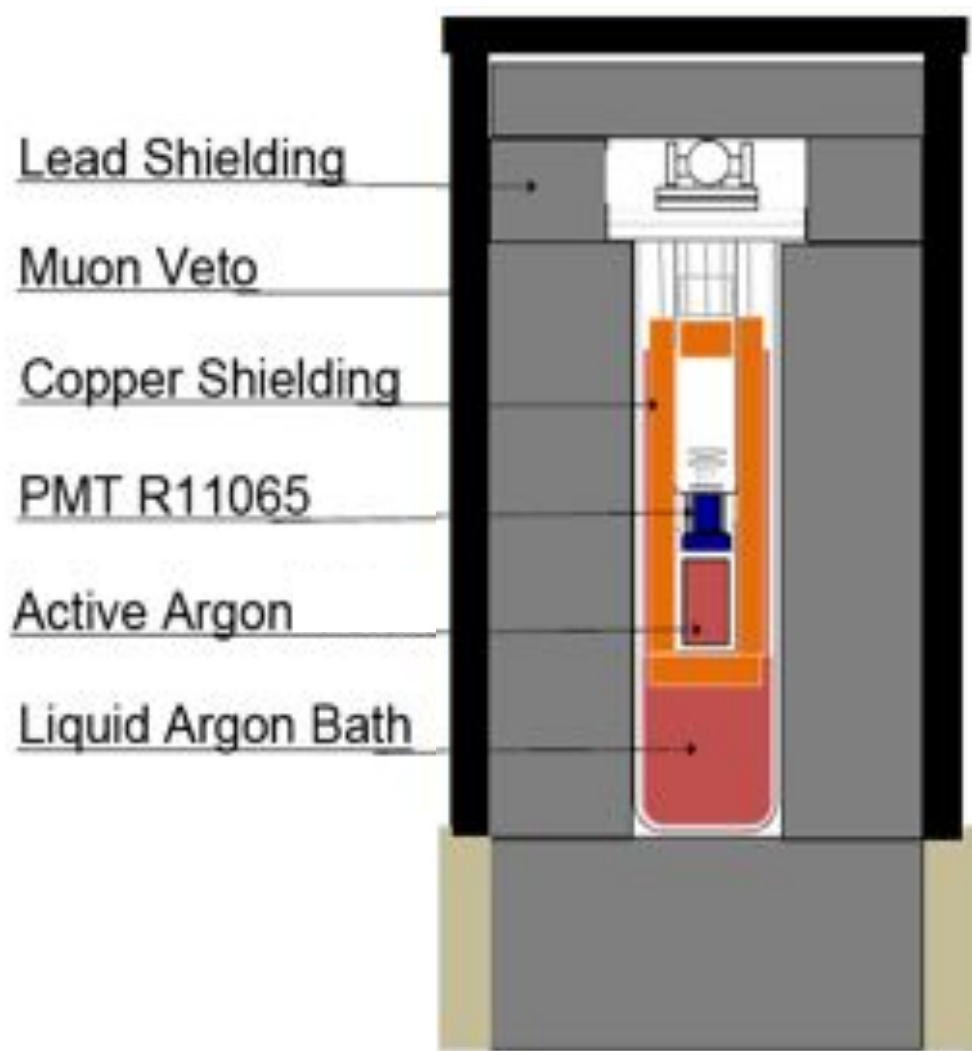 Lead Shielding
Muon Veto
Copper Shielding
PMT R11065
Active Argon
Liquid Argon Bath